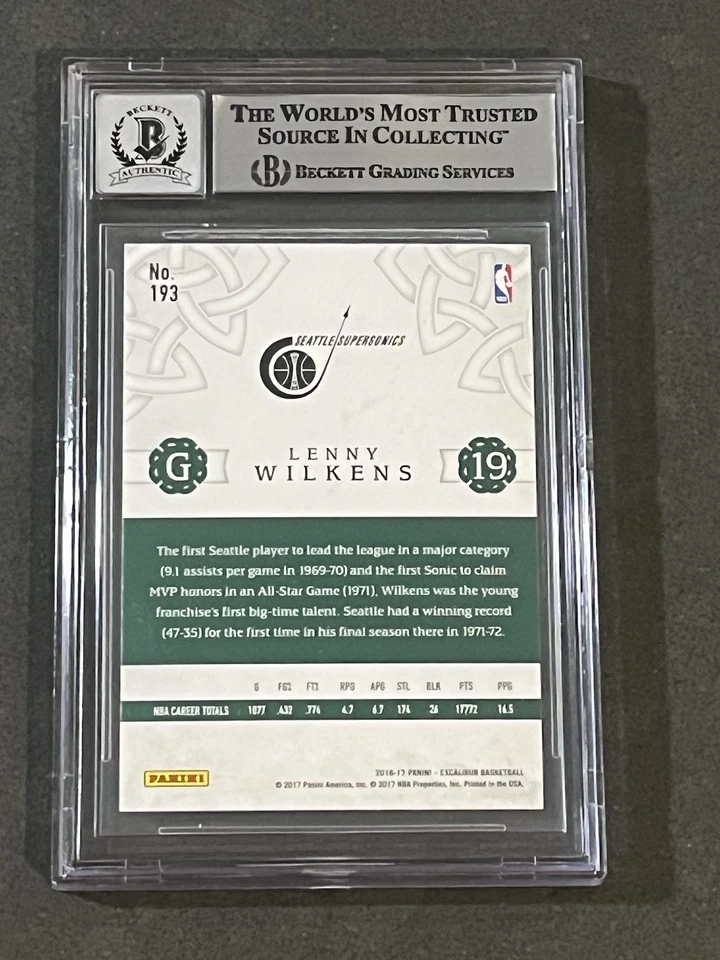 BECKETT
B
AUTHENTIC
THE WORLD'S MOST TRUSTED
SOURCE IN COLLECTING™
B BECKETT GRADING SERVICES
No.
193
NBA
SEATTLE SUPERSONICS
G
LENNY
WILKENS
19
The first Seattle player to lead the league in a major category
(9.1 assists per game in 1969-70) and the first Sonic to claim
MVP honors in an All-Star Game (1971), Wilkens was the young
franchise's first big-time talent. Seattle had a winning record
(47-35) for the first time in his final season there in 1971-72.
G FG% FT% RPG APG STL BLK PTS PPG
NBA CAREER TOTALS 1077 .432 .774 4.7 6.7 174 26 17772 16.5
PANINI
2016-17 PANINI – EXCALIBUR BASKETBALL
© 2017 Panini America, Inc. © 2017 NBA Properties, Inc. Printed in the USA.